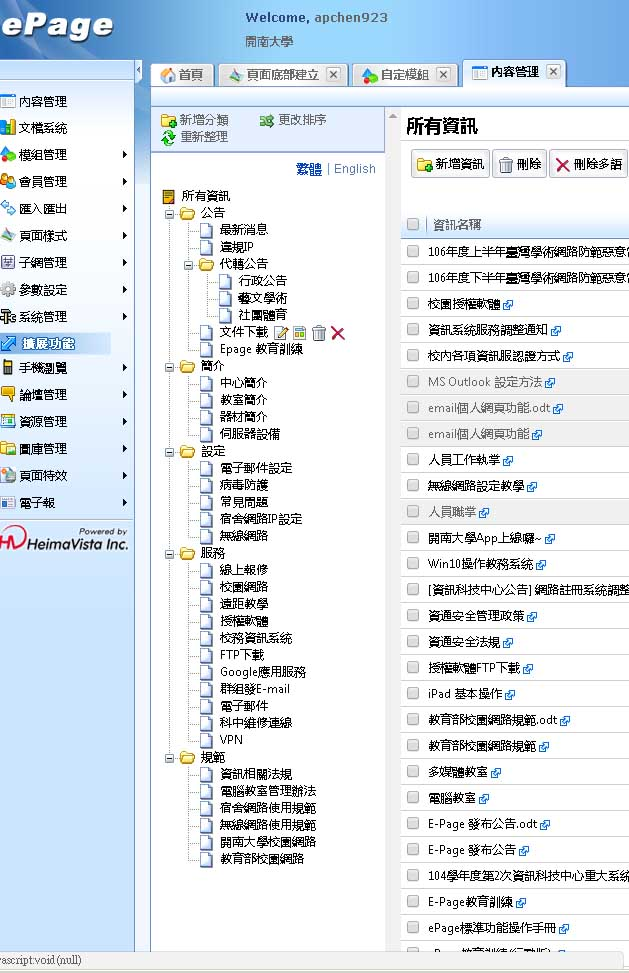 ePage
Welcome, apchen923
開南大學
首頁
頁面底部建立
自定模組
內容管理
內容管理
文檔系統
模組管理
會員管理
匯入匯出
頁面樣式
子網管理
參數設定
系統管理
擴展功能
手機瀏覽
論壇管理
資源管理
圖庫管理
頁面特效
電子報
Powered by
HeimaVista Inc.
新增分類 更改排序
重新整理
繁體 | English
所有資訊
公告
最新消息
違規IP
代轉公告
行政公告
藝文學術
社團體育
文件下載
Epage 教育訓練
簡介
中心簡介
教室簡介
器材簡介
伺服器設備
設定
電子郵件設定
病毒防護
常見問題
宿舍網路IP設定
無線網路
服務
線上報修
校園網路
遠距教學
授權軟體
校務資訊系統
FTP下載
Google應用服務
群組發E-mail
電子郵件
科中維修連線
VPN
規範
資訊相關法規
電腦教室管理辦法
宿舍網路使用規範
無線網路使用規範
開南大學校園網路
教育部校園網路
所有資訊
新增資訊 刪除 刪除多語
資訊名稱
106年度上半年臺灣學術網路防範惡意
106年度下半年臺灣學術網路防範惡意
校園授權軟體
資訊系統服務調整通知
校內各項資訊服認證方式
MS Outlook 設定方法
email個人網頁功能.odt
email個人網頁功能
人員工作執掌
無線網路設定教學
人員職掌
開南大學App上線囉~
Win10操作教務系統
[資訊科技中心公告] 網路註冊系統調整
資通安全管理政策
資通安全法規
授權軟體FTP下載
iPad 基本操作
教育部校園網路規範.odt
教育部校園網路規範
多媒體教室
電腦教室
E-Page 發布公告.odt
E-Page 發布公告
104學年度第2次資訊科技中心重大系統
E-Page教育訓練
ePage標準功能操作手冊
ascript:void(null)